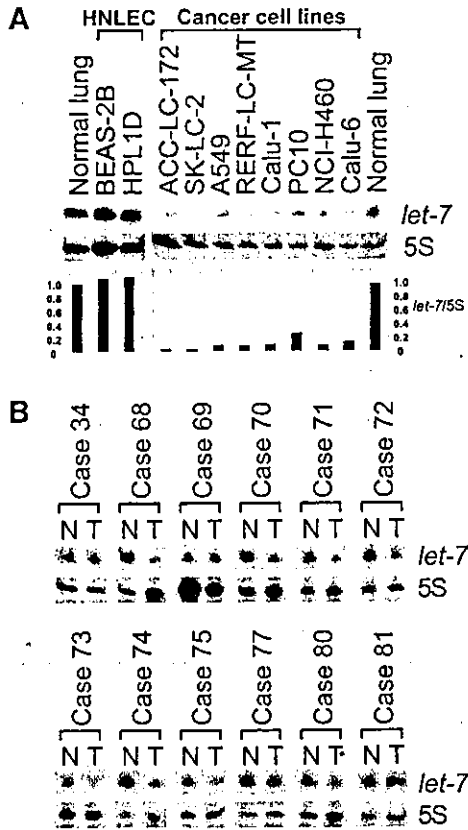 A
HNLEC Cancer cell lines
Normal lung
BEAS-2B
HPL1D
ACC-LC-172
SK-LC-2
A549
RERF-LC-MT
Calu-1
PC10
NCI-H460
Calu-6
Normal lung
let-7
5S
1.0
0.8
0.6
0.4
0.2
0
1.0
0.8
0.6
0.4
0.2
0
let-7/5S
B
Case 34 Case 68 Case 69 Case 70 Case 71 Case 72
N T N T N T N T N T N T
let-7
5S
Case 73 Case 74 Case 75 Case 77 Case 80 Case 81
N T N T N T N T N T N T
let-7
5S